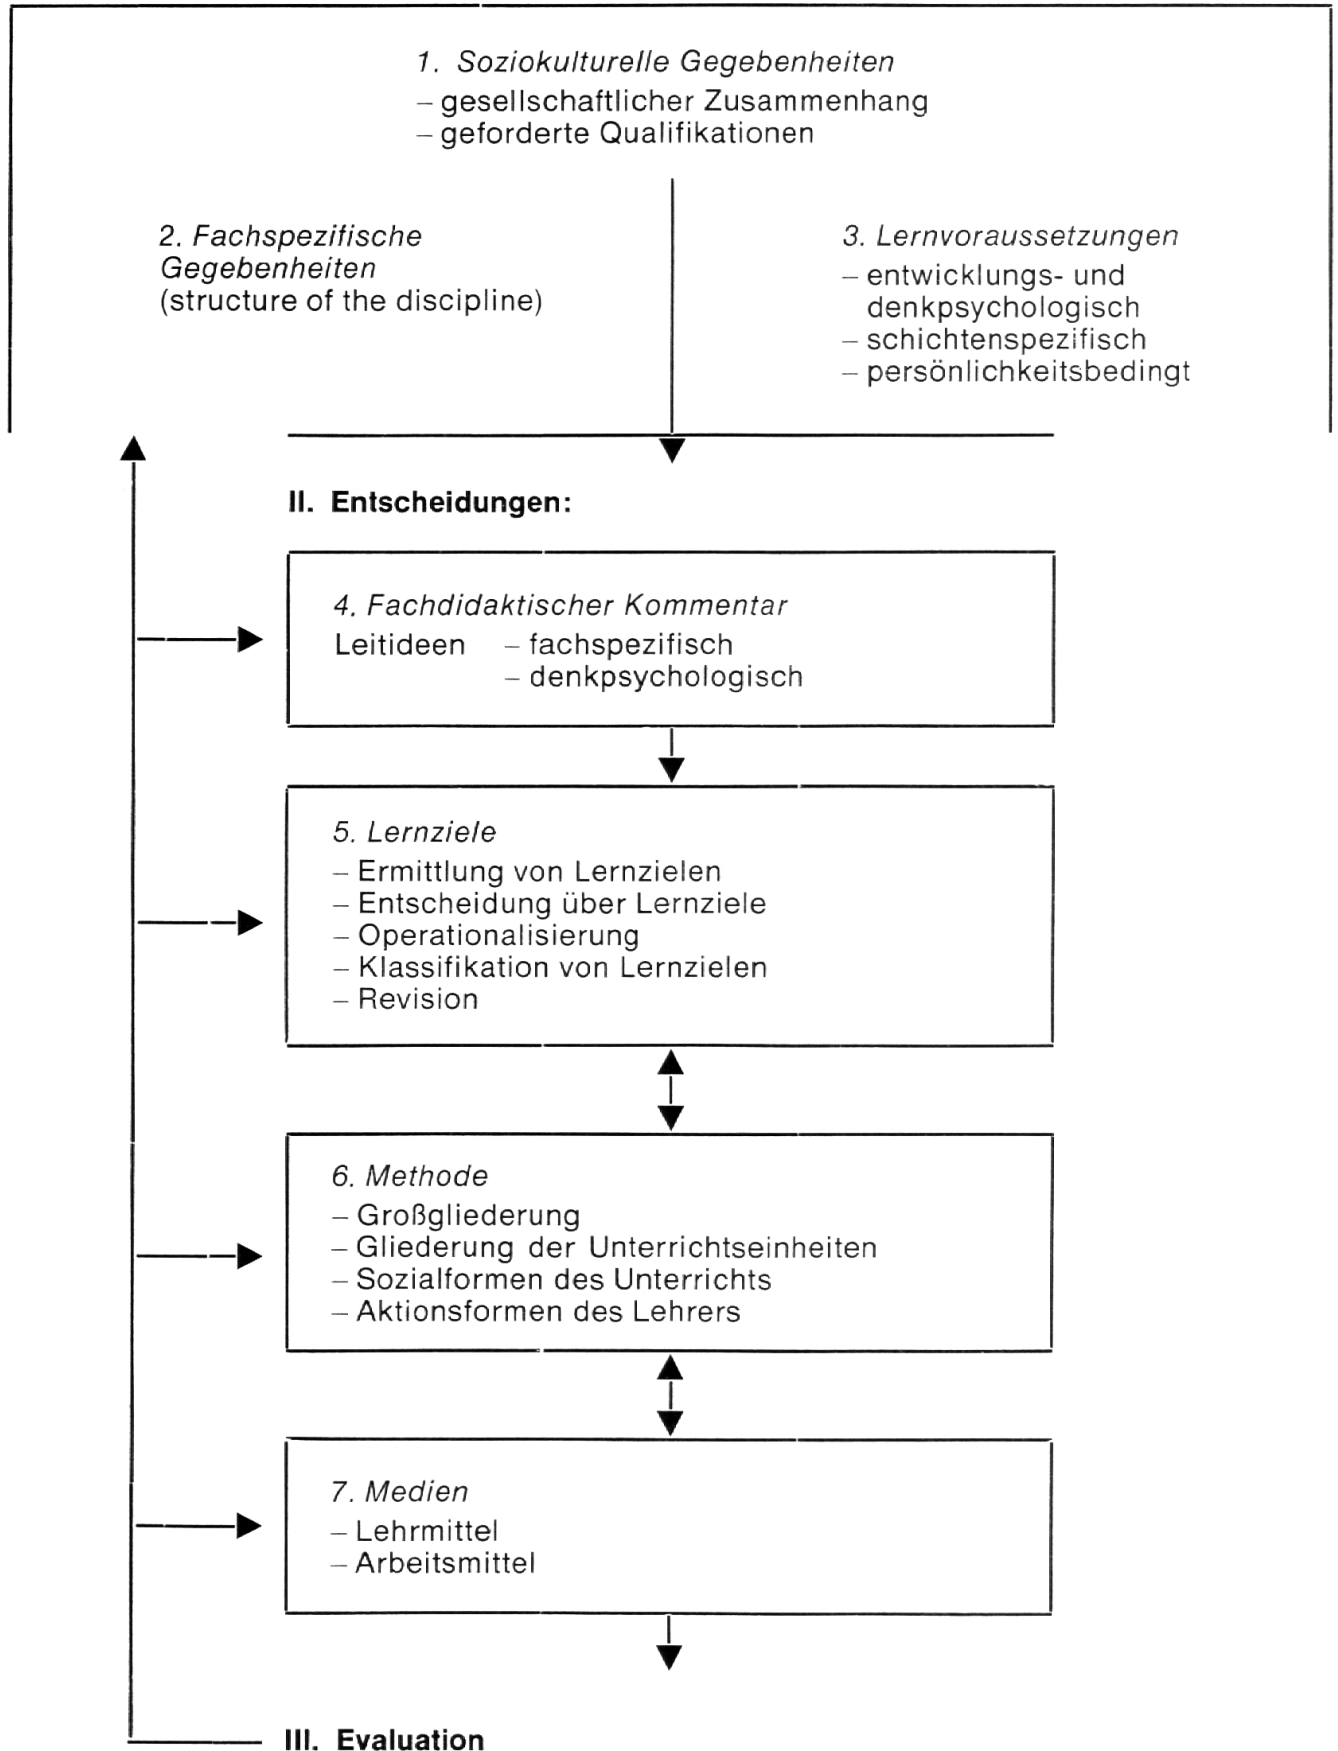 1. Soziokulturelle Gegebenheiten
– gesellschaftlicher Zusammenhang
– geforderte Qualifikationen
2. Fachspezifische
Gegebenheiten
(structure of the discipline)
3. Lernvoraussetzungen
– entwicklungs- und
denkpsychologisch
– schichtenspezifisch
– persönlichkeitsbedingt
II. Entscheidungen:
4. Fachdidaktischer Kommentar
Leitideen – fachspezifisch
– denkpsychologisch
5. Lernziele
– Ermittlung von Lernzielen
– Entscheidung über Lernziele
– Operationalisierung
– Klassifikation von Lernzielen
– Revision
6. Methode
– Großgliederung
– Gliederung der Unterrichtseinheiten
– Sozialformen des Unterrichts
– Aktionsformen des Lehrers
7. Medien
– Lehrmittel
– Arbeitsmittel
III. Evaluation